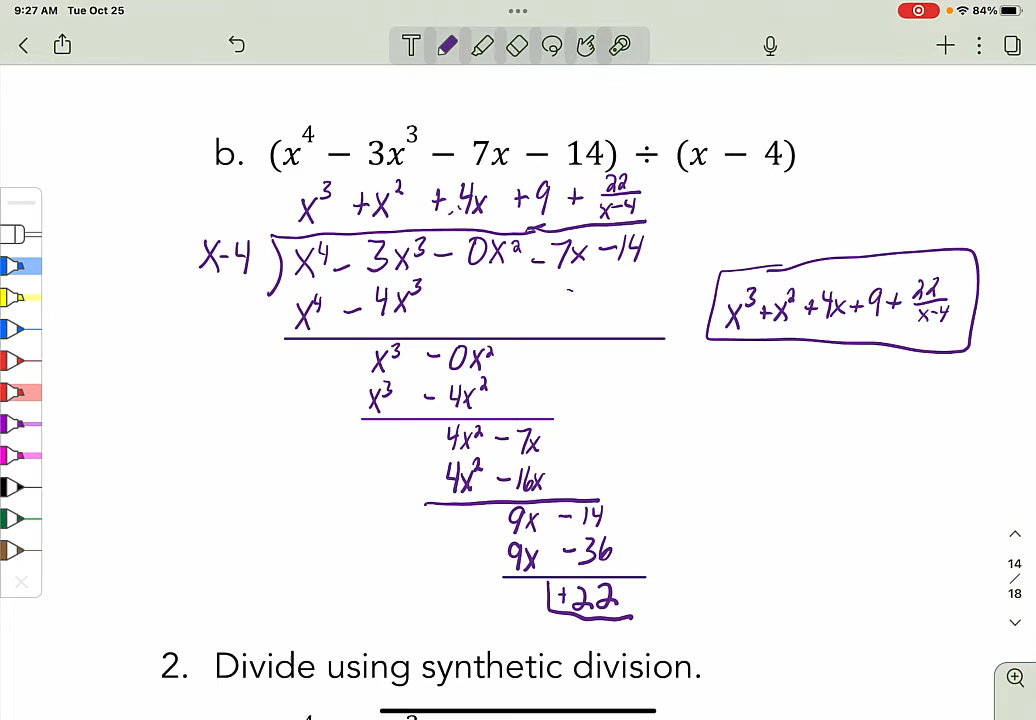 9:27 AM Tue Oct 25
84%
T
b. (x⁴ − 3x³ − 7x − 14) ÷ (x − 4)
x³ + x² + 4x + 9 + 22/(x-4)
x-4 ) x⁴ - 3x³ - 0x² - 7x - 14
x⁴ - 4x³
x³ + x² + 4x + 9 + 22/(x-4)
x³ - 0x²
x³ - 4x²
4x² - 7x
4x² - 16x
9x - 14
9x - 36
+22
14
/
18
2. Divide using synthetic division.